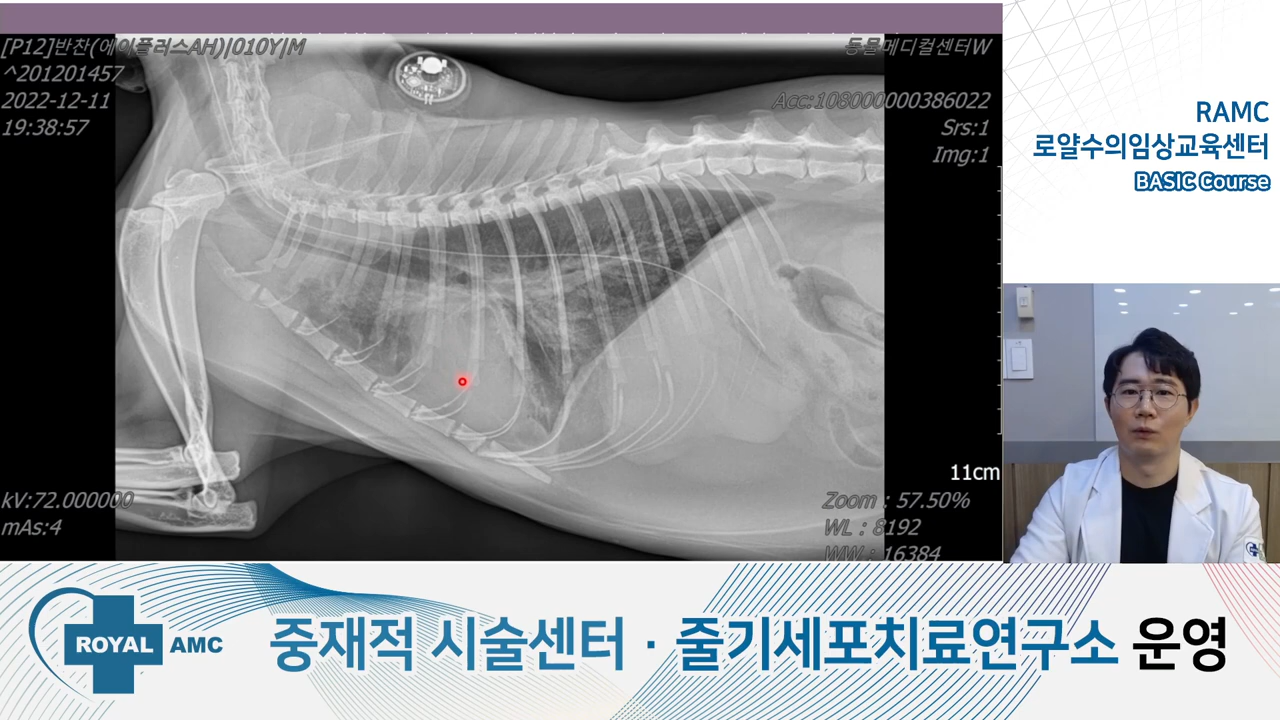 [P12]반찬(에이플러스AH)|010Y|M
^201201457
2022-12-11
19:38:57
동물메디컬센터W
Acc:108000000386022
Srs:1
Img:1
11cm
kV:72.000000
mAs:4
Zoom : 57.50%
WL : 8192
WW : 16384
RAMC
로얄수의임상교육센터
BASIC Course
ROYAL AMC
중재적 시술센터 · 줄기세포치료연구소 운영